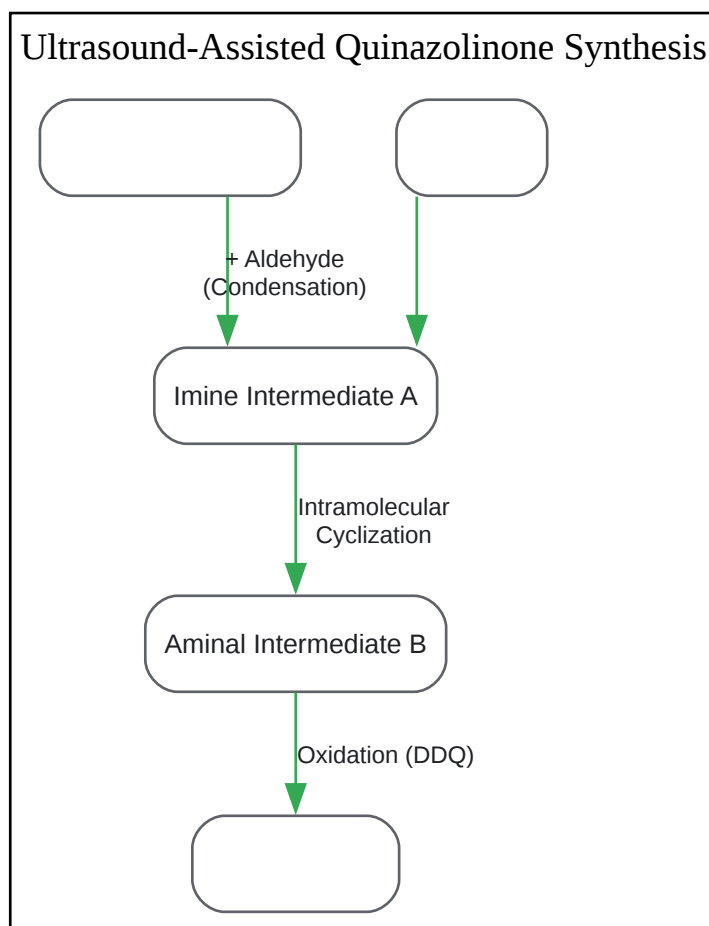 Ultrasound-Assisted Quinazolinone Synthesis
+ Aldehyde
(Condensation)
Imine Intermediate A
Intramolecular
Cyclization
Aminal Intermediate B
Oxidation (DDQ)